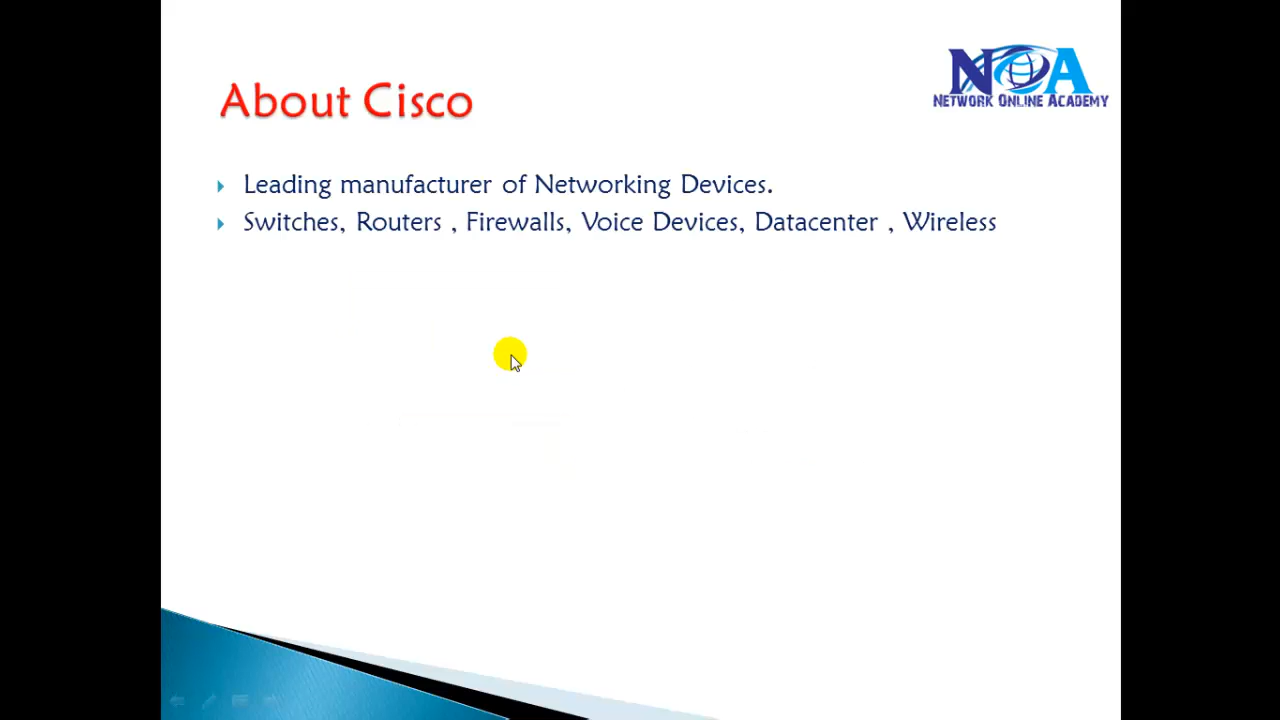 NOA
NETWORK ONLINE ACADEMY
About Cisco
Leading manufacturer of Networking Devices.
Switches, Routers , Firewalls, Voice Devices, Datacenter , Wireless